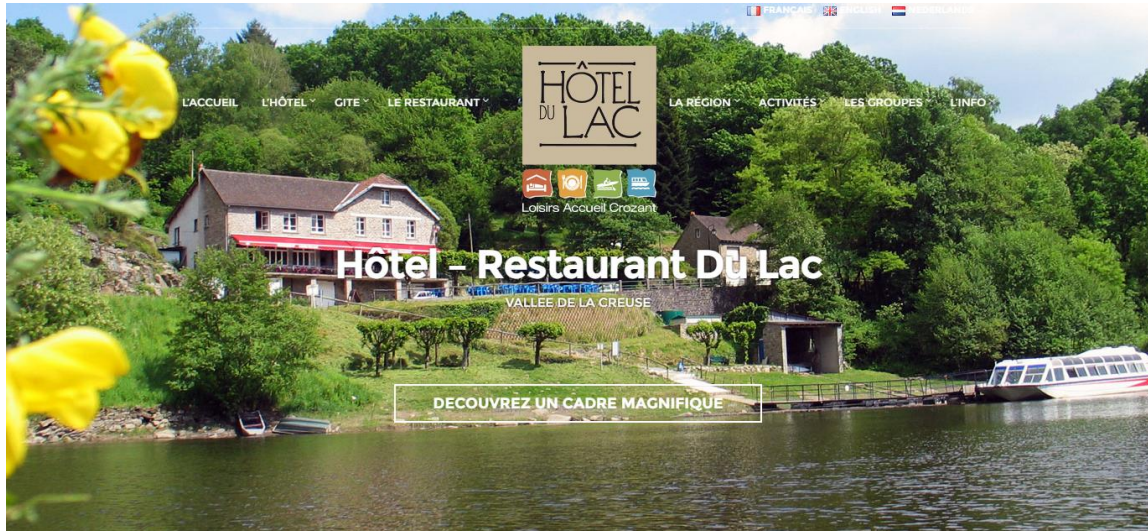 FRANÇAIS ENGLISH NEDERLANDS
L'ACCUEIL L'HÔTEL GITE LE RESTAURANT LA RÉGION ACTIVITÉS LES GROUPES L'INFO
HÔTEL
DU LAC
Loisirs Accueil Crozant
Hôtel – Restaurant Du Lac
VALLEE DE LA CREUSE
DECOUVREZ UN CADRE MAGNIFIQUE